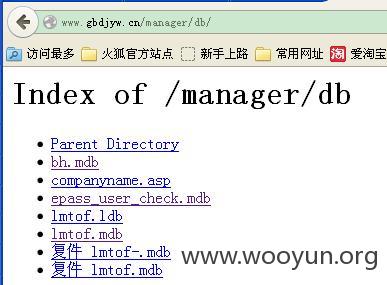 www.gbdjyw.cn/manager/db/
访问最多 火狐官方站点 新手上路 常用网址 淘 爱淘宝
Index of /manager/db
Parent Directory
bh.mdb
companyname.asp
epass_user_check.mdb
lmtof.ldb
lmtof.mdb
复件 lmtof-.mdb
复件 lmtof.mdb
www.wooyun.org